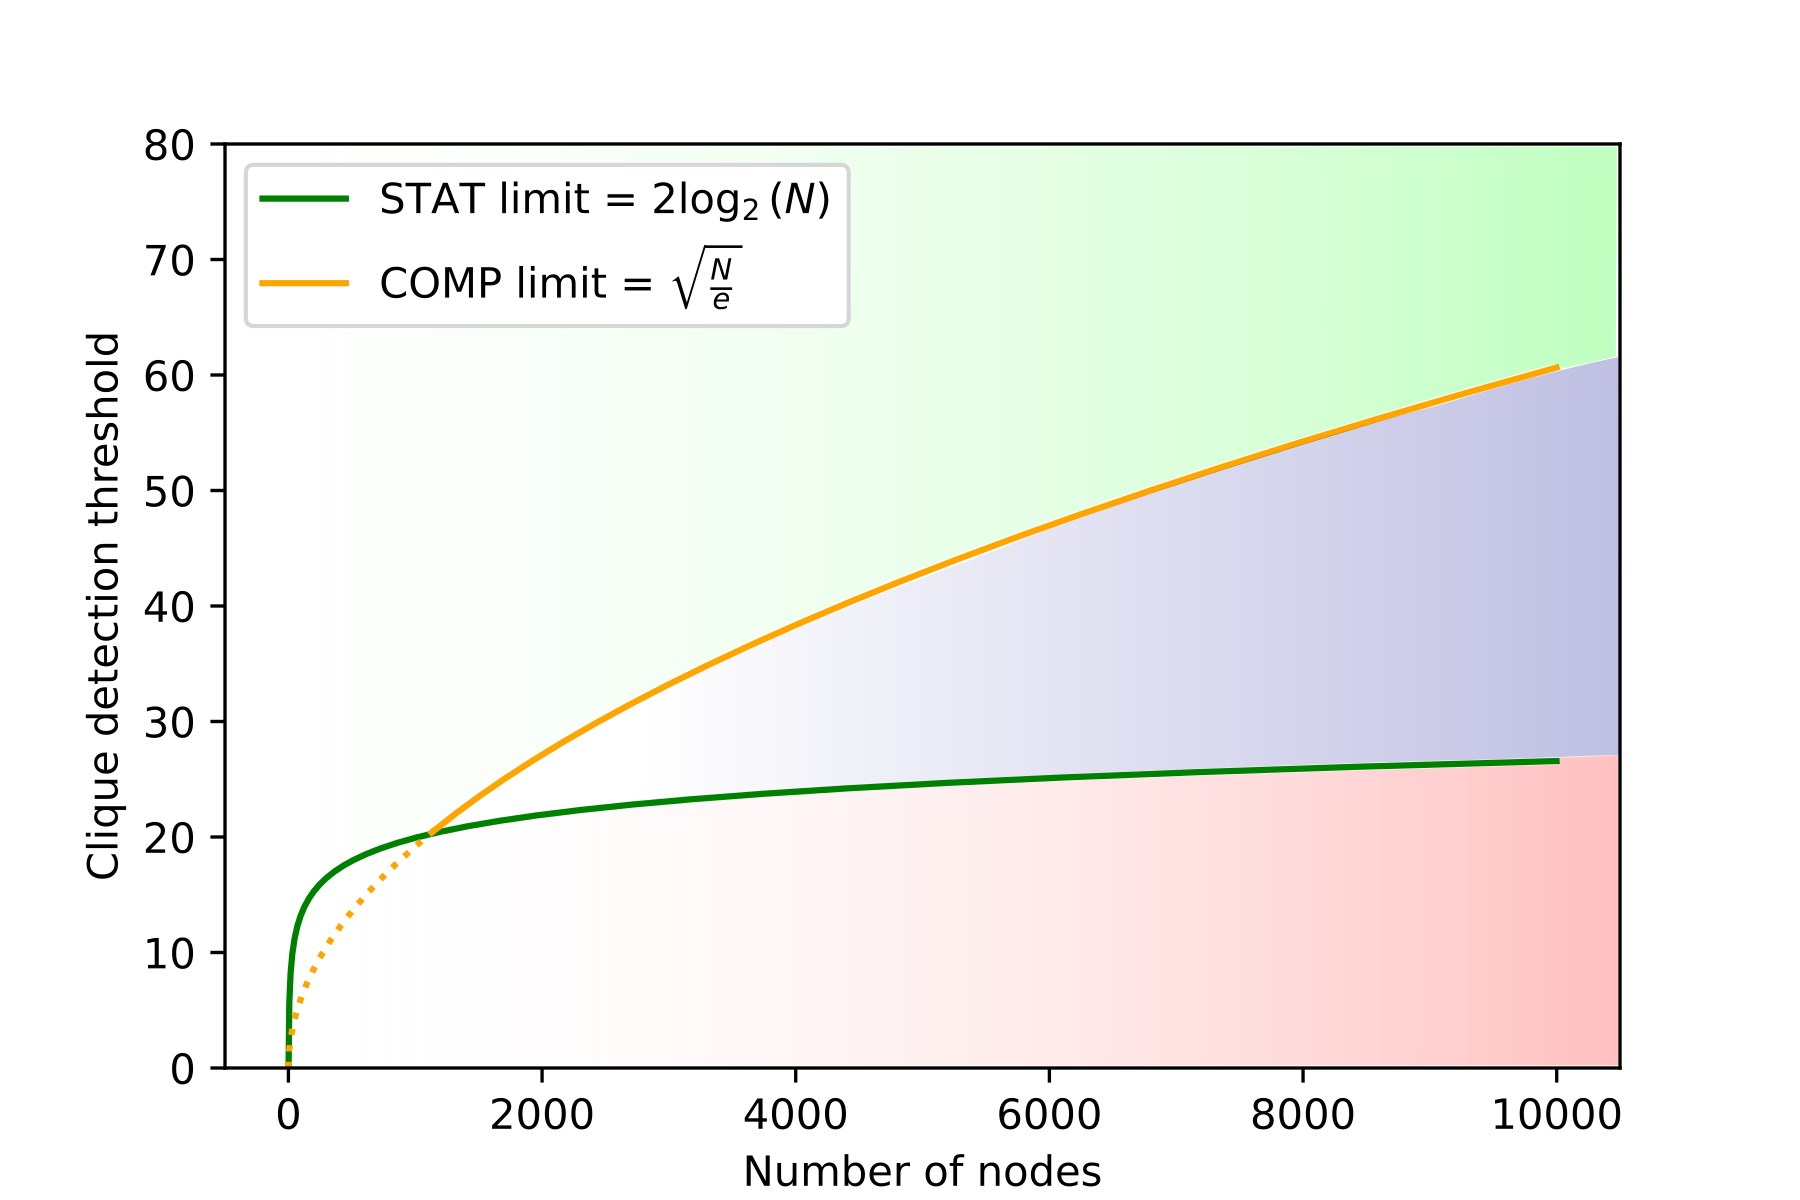 80
70
60
50
40
30
20
10
0
Clique detection threshold
STAT limit = 2log₂ (N)
COMP limit = √(N/e)
0 2000 4000 6000 8000 10000
Number of nodes